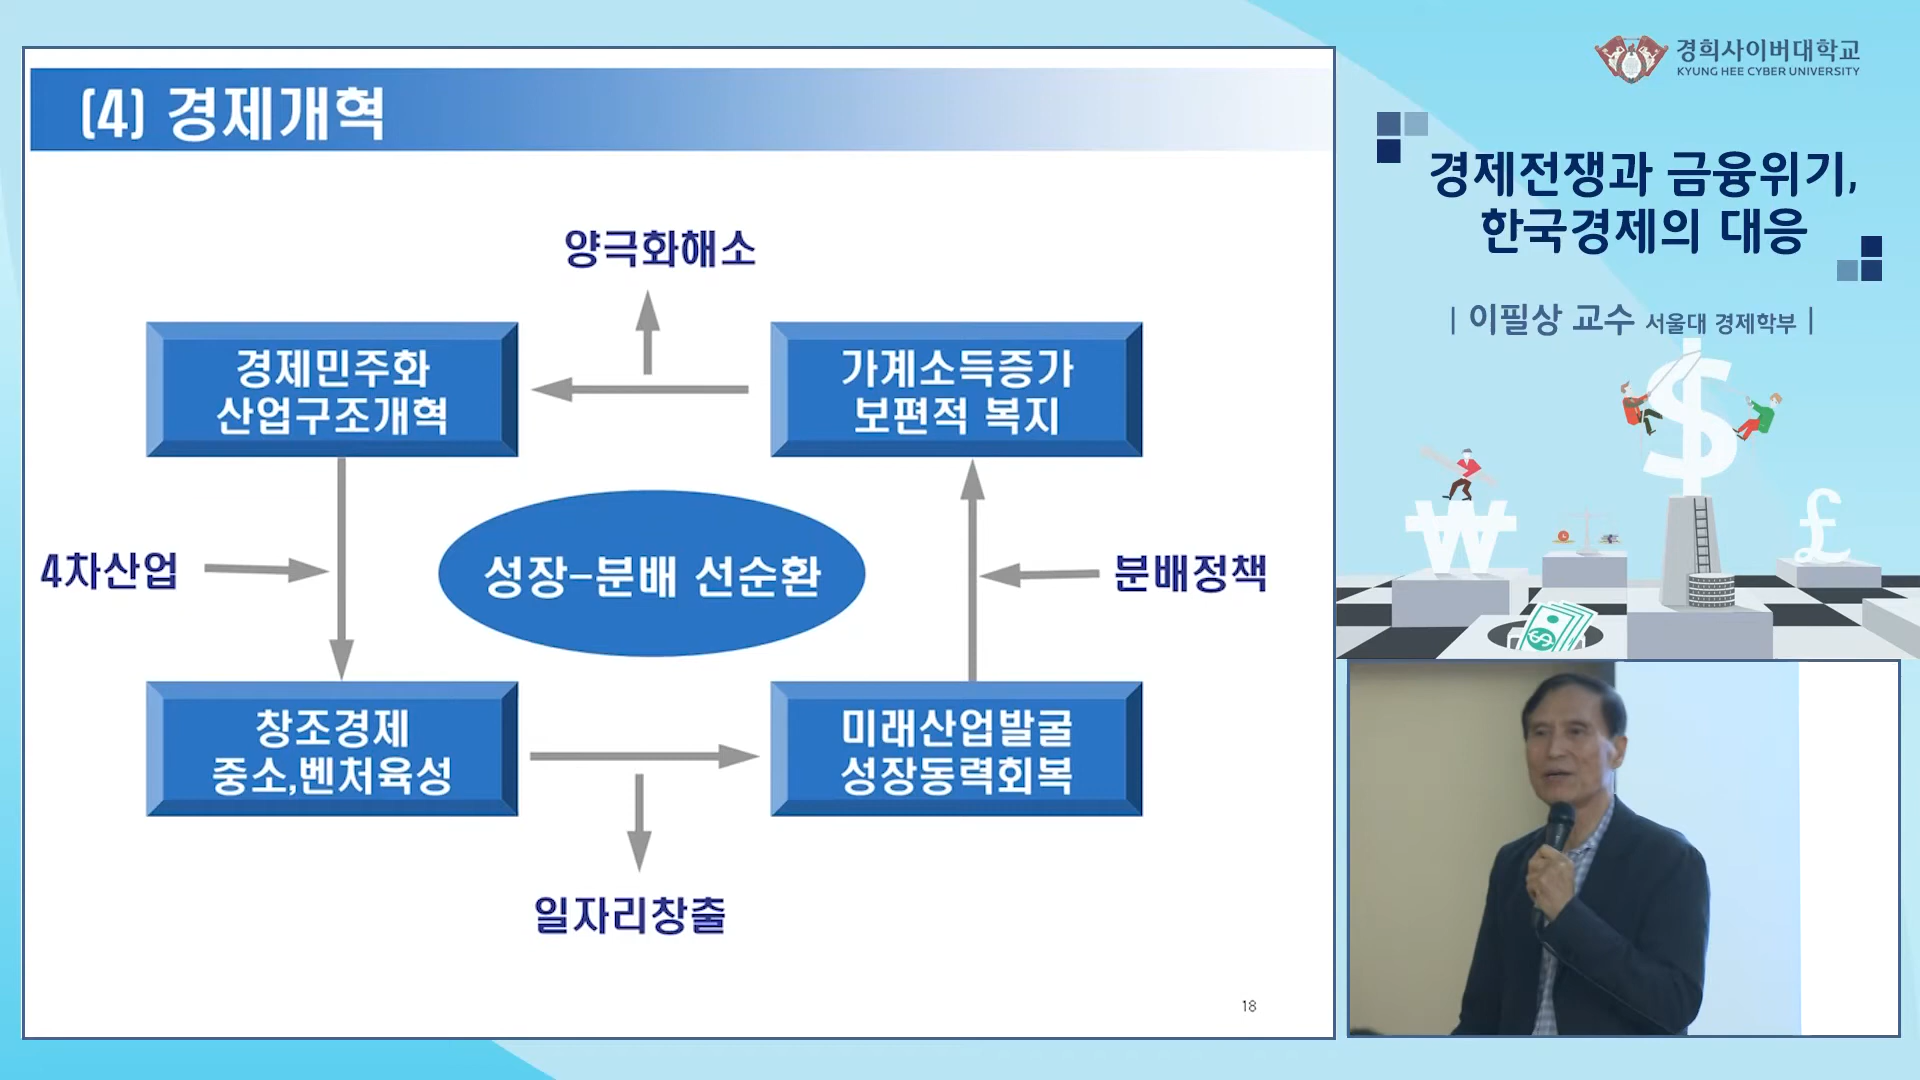 (4) 경제개혁
양극화해소
경제민주화
산업구조개혁
가계소득증가
보편적 복지
4차산업
성장-분배 선순환
분배정책
창조경제
중소,벤처육성
미래산업발굴
성장동력회복
일자리창출
18
경희사이버대학교
KYUNG HEE CYBER UNIVERSITY
경제전쟁과 금융위기,
한국경제의 대응
| 이필상 교수 서울대 경제학부 |
$
₩
£